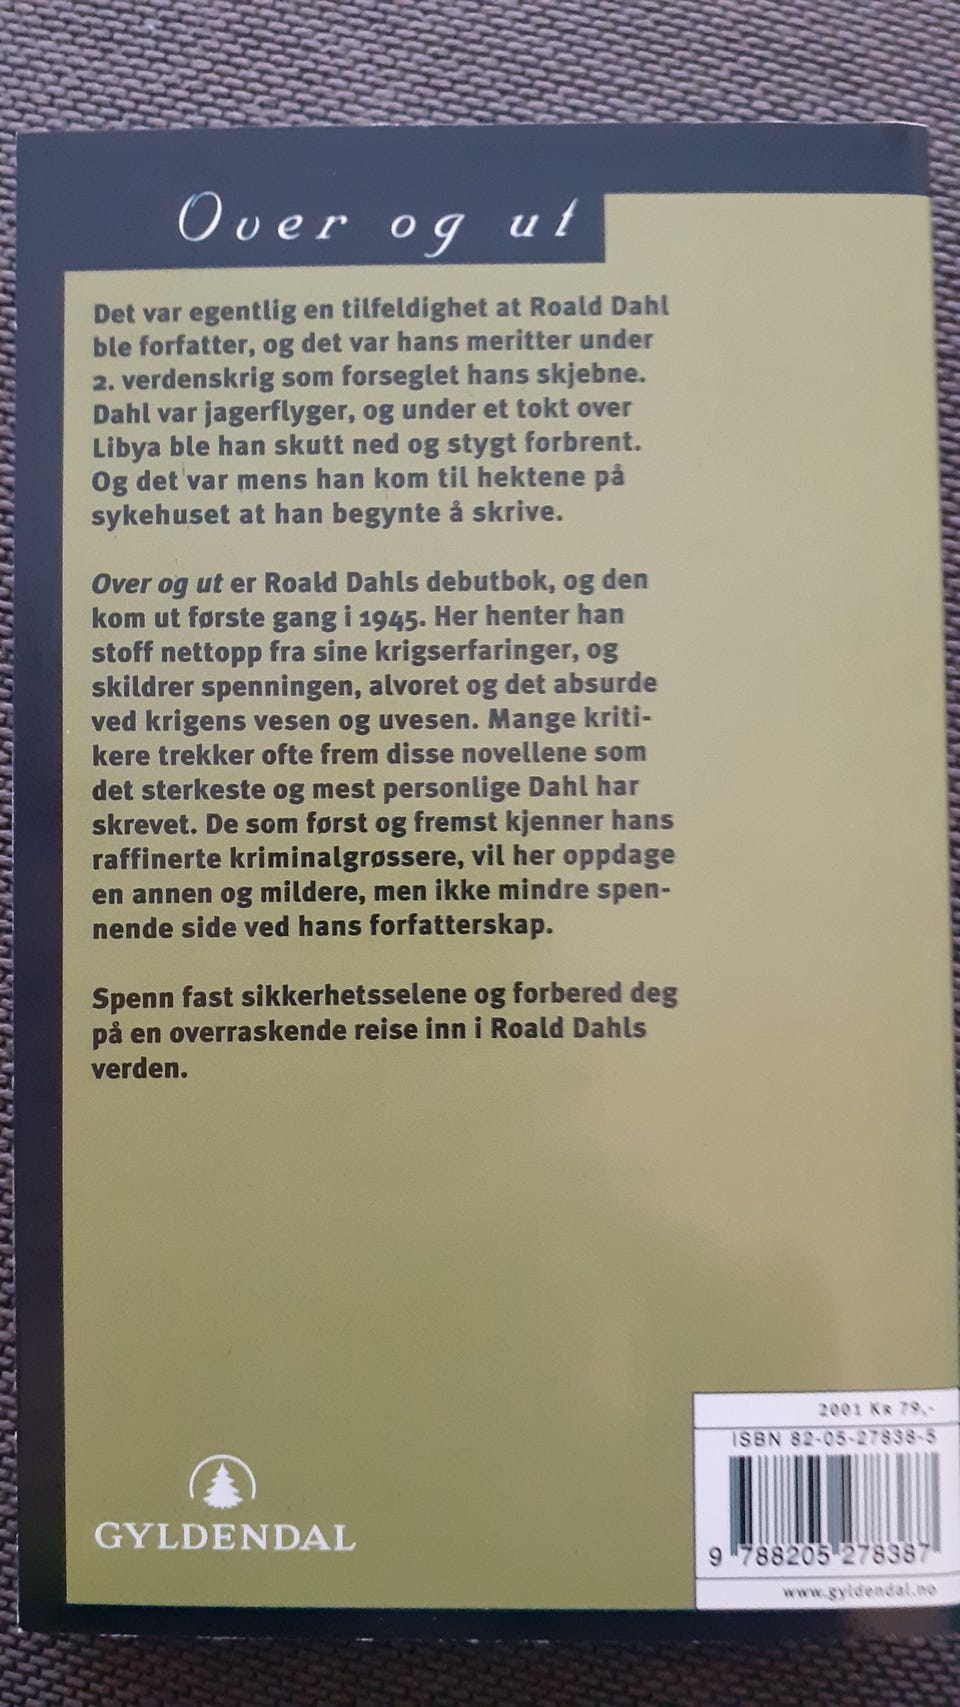 Over og ut
Det var egentlig en tilfeldighet at Roald Dahl
ble forfatter, og det var hans meritter under
2. verdenskrig som forseglet hans skjebne.
Dahl var jagerflyger, og under et tokt over
Libya ble han skutt ned og stygt forbrent.
Og det var mens han kom til hektene på
sykehuset at han begynte å skrive.
Over og ut er Roald Dahls debutbok, og den
kom ut første gang i 1945. Her henter han
stoff nettopp fra sine krigserfaringer, og
skildrer spenningen, alvoret og det absurde
ved krigens vesen og uvesen. Mange kriti-
kere trekker ofte frem disse novellene som
det sterkeste og mest personlige Dahl har
skrevet. De som først og fremst kjenner hans
raffinerte kriminalgrøssere, vil her oppdage
en annen og mildere, men ikke mindre spen-
nende side ved hans forfatterskap.
Spenn fast sikkerhetsselene og forbered deg
på en overraskende reise inn i Roald Dahls
verden.
GYLDENDAL
2001 KR 79,-
ISBN 82-05-27838-5
9 788205 278387
www.gyldendal.no